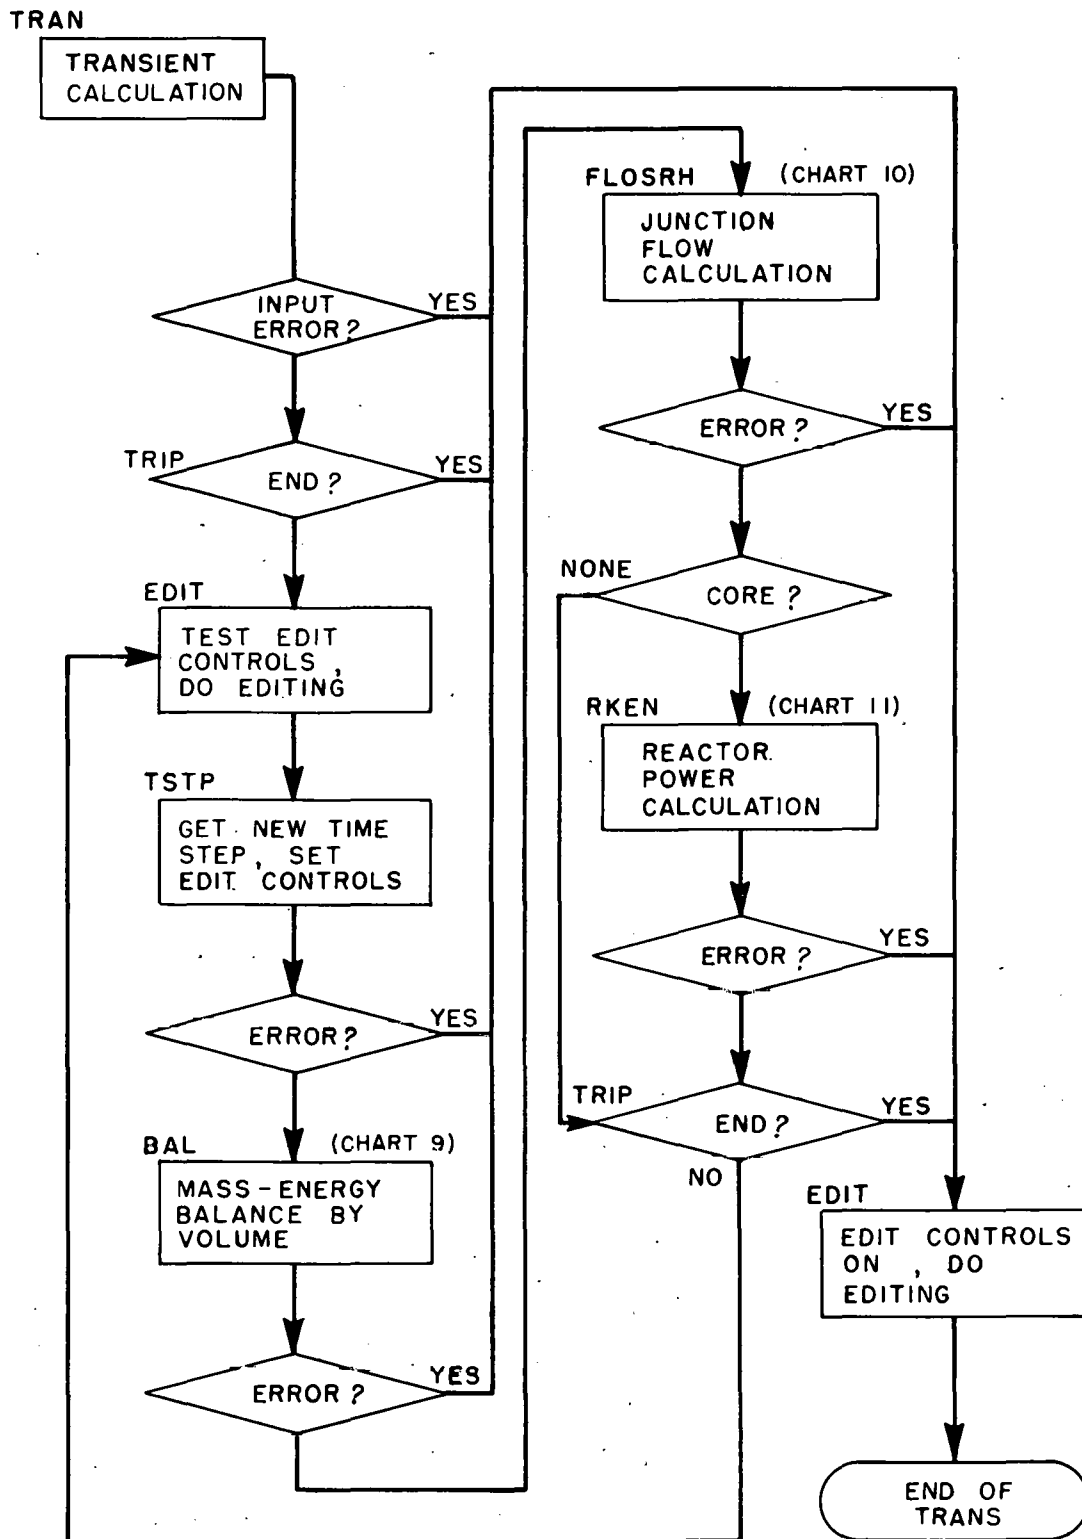 TRAN
TRANSIENT
CALCULATION
INPUT
ERROR?
YES
TRIP
END?
YES
EDIT
TEST EDIT
CONTROLS,
DO EDITING
TSTP
GET NEW TIME
STEP, SET
EDIT CONTROLS
ERROR?
YES
BAL
(CHART 9)
MASS-ENERGY
BALANCE BY
VOLUME
ERROR?
YES
FLOSRH
(CHART 10)
JUNCTION
FLOW
CALCULATION
ERROR?
YES
NONE
CORE?
RKEN
(CHART 11)
REACTOR
POWER
CALCULATION
ERROR?
YES
TRIP
END?
YES
NO
EDIT
EDIT CONTROLS
ON, DO
EDITING
END OF
TRANS